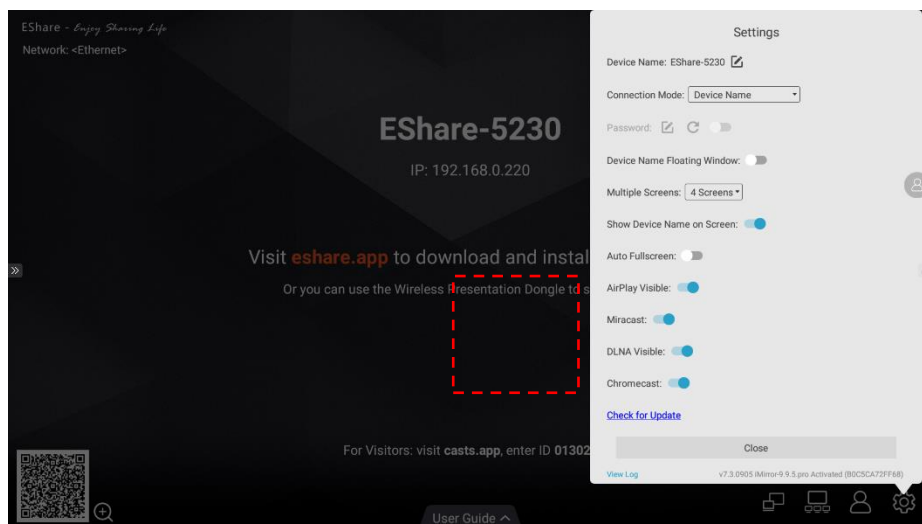 EShare - Enjoy Sharing Life
Network: <Ethernet>
EShare-5230
IP: 192.168.0.220
Visit eshare.app to download and instal
Or you can use the Wireless Presentation Dongle to s
For Visitors: visit casts.app, enter ID 01302
User Guide
Settings
Device Name: EShare-5230
Connection Mode: Device Name
Password:
Device Name Floating Window:
Multiple Screens: 4 Screens
Show Device Name on Screen:
Auto Fullscreen:
AirPlay Visible:
Miracast:
DLNA Visible:
Chromecast:
Check for Update
Close
View Log v7.3.0905 iMirror-9.9.5.pro Activated (B0C5CA72FF68)